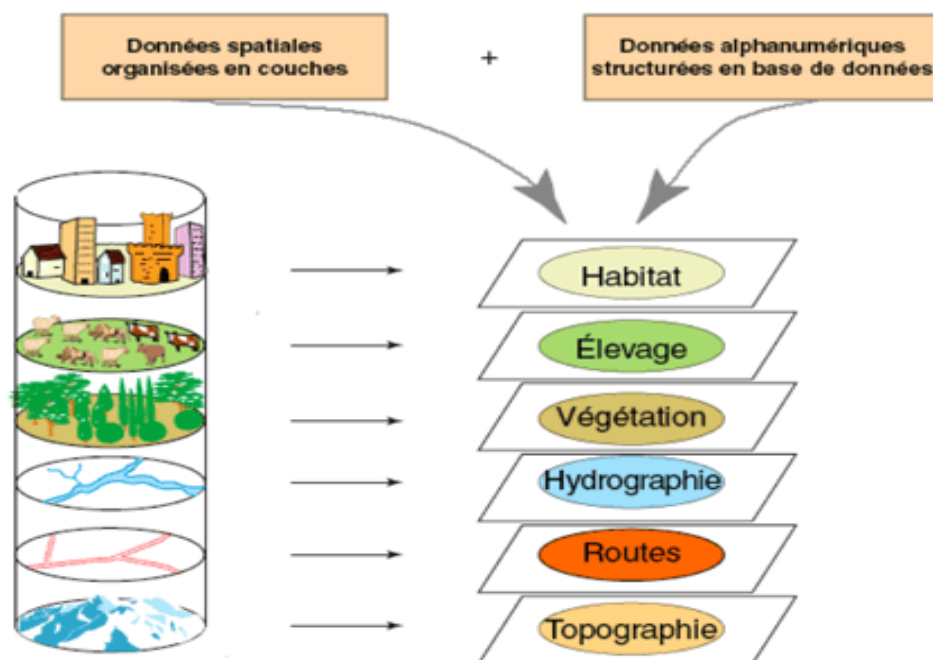 Données spatiales
organisées en couches
+
Données alphanumériques
structurées en base de données
Habitat
Élevage
Végétation
Hydrographie
Routes
Topographie